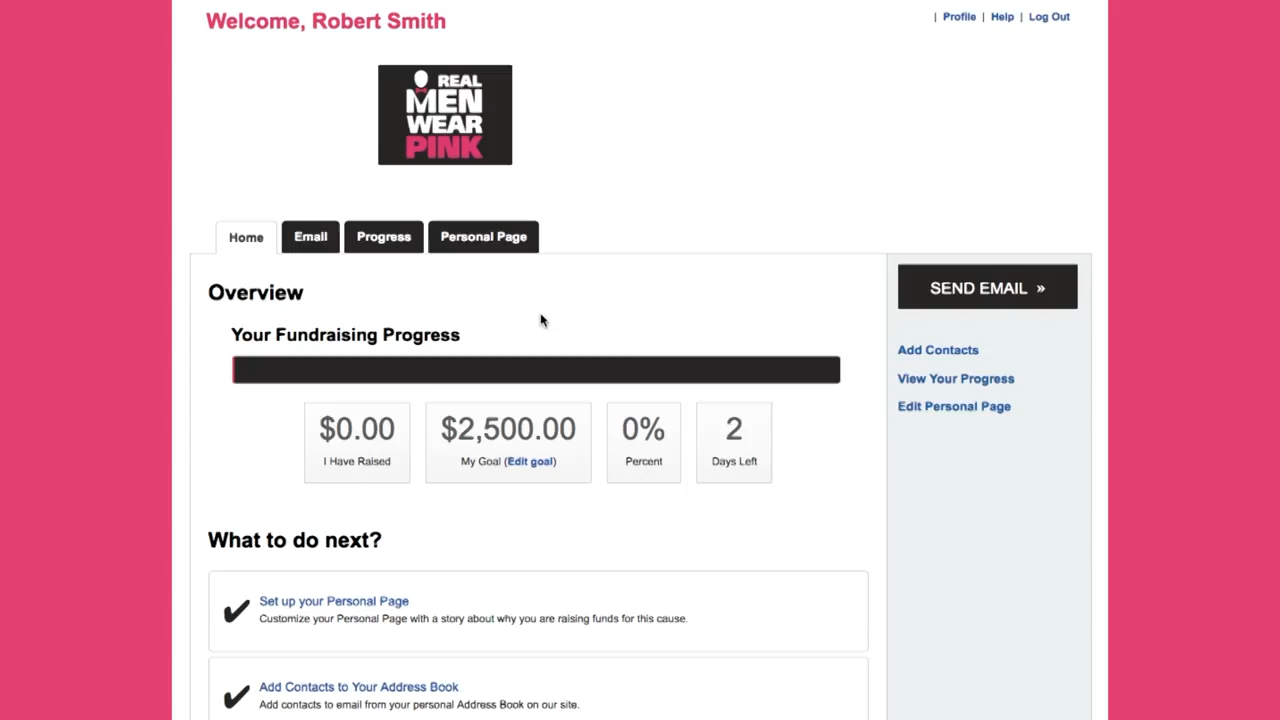 Welcome, Robert Smith
| Profile | Help | Log Out
REAL
MEN
WEAR
PINK
Home
Email
Progress
Personal Page
Overview
SEND EMAIL »
Your Fundraising Progress
Add Contacts
View Your Progress
Edit Personal Page
$0.00
I Have Raised
$2,500.00
My Goal (Edit goal)
0%
Percent
2
Days Left
What to do next?
Set up your Personal Page
Customize your Personal Page with a story about why you are raising funds for this cause.
Add Contacts to Your Address Book
Add contacts to email from your personal Address Book on our site.